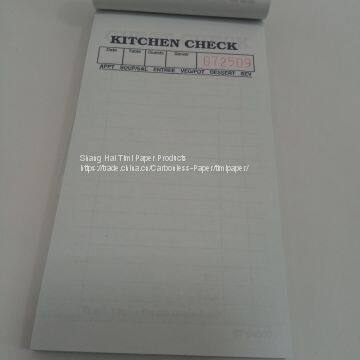 KITCHEN CHECK
Date Table Guests Server 072509
APPT SOUP/SAL ENTREE VEG/POT DESSERT BEV
Shang Hai TImI Paper Products
https://trade.china.cn/Carbonless-Paper/timlpaper/